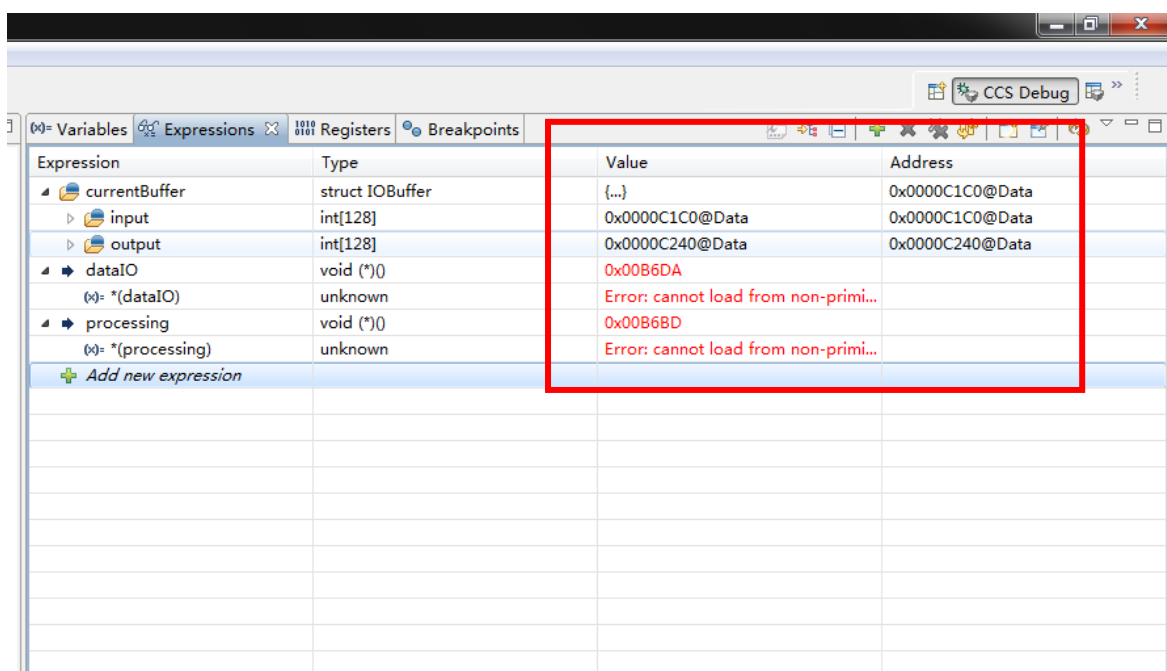 CCS Debug »
(x)= Variables Expressions Registers Breakpoints
Expression Type Value Address
currentBuffer struct IOBuffer {...} 0x0000C1C0@Data
input int[128] 0x0000C1C0@Data 0x0000C1C0@Data
output int[128] 0x0000C240@Data 0x0000C240@Data
dataIO void (*)() 0x00B6DA
(x)= *(dataIO) unknown Error: cannot load from non-primi...
processing void (*)() 0x00B6BD
(x)= *(processing) unknown Error: cannot load from non-primi...
Add new expression